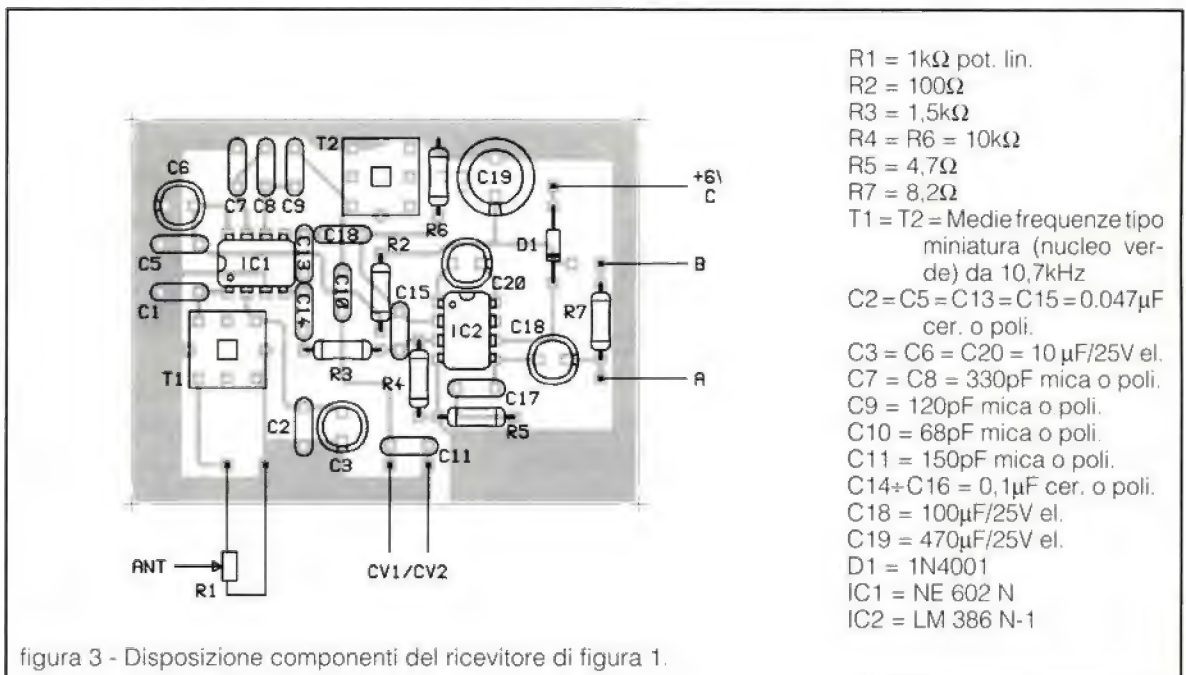 C6
T2
C7
C8
C9
C19
+6V
C
R6
C18
R2
D1
C5
IC1
C13
B
C20
C10
C15
IC2
C18
R7
C1
C14
T1
R3
R4
A
C17
C2
R5
C3
C11
ANT
R1
CV1/CV2
R1 = 1kΩ pot. lin.
R2 = 100Ω
R3 = 1,5kΩ
R4 = R6 = 10kΩ
R5 = 4,7Ω
R7 = 8,2Ω
T1 = T2 = Medie frequenze tipo
miniatura (nucleo ver-
de) da 10,7kHz
C2 = C5 = C13 = C15 = 0.047µF
cer. o poli.
C3 = C6 = C20 = 10 µF/25V el.
C7 = C8 = 330pF mica o poli.
C9 = 120pF mica o poli.
C10 = 68pF mica o poli.
C11 = 150pF mica o poli.
C14÷C16 = 0,1µF cer. o poli.
C18 = 100µF/25V el.
C19 = 470µF/25V el.
D1 = 1N4001
IC1 = NE 602 N
IC2 = LM 386 N-1
figura 3 - Disposizione componenti del ricevitore di figura 1.